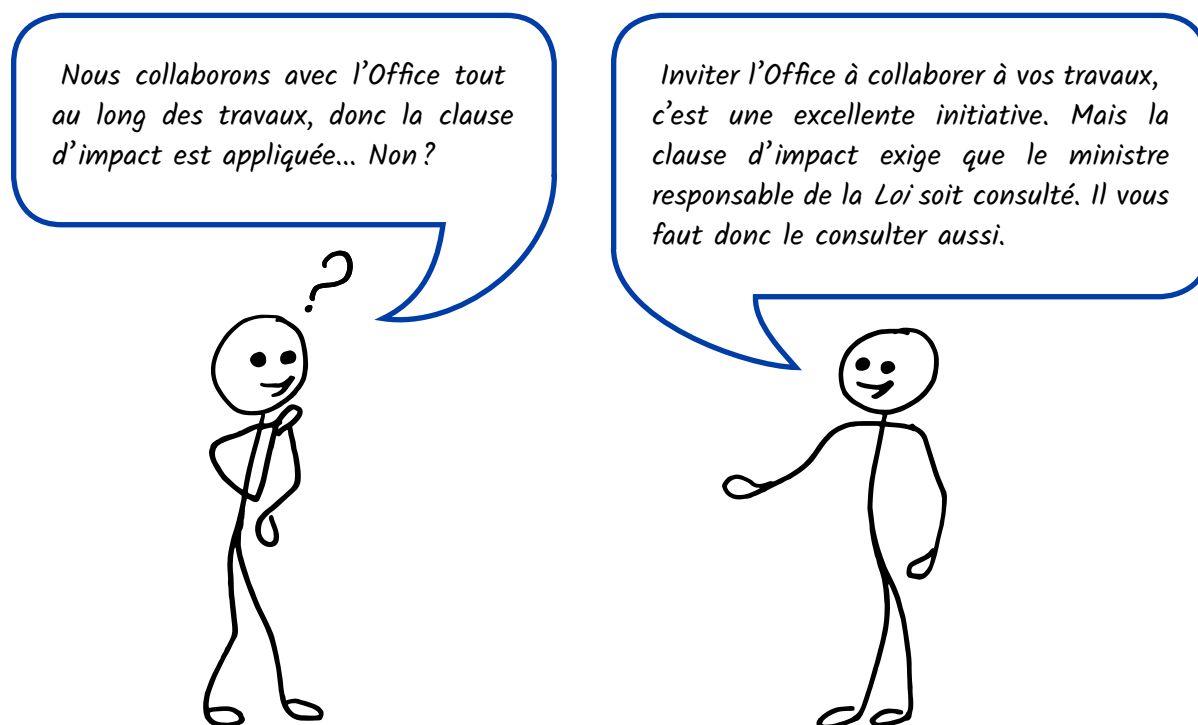 Nous collaborons avec l'Office tout
au long des travaux, donc la clause
d'impact est appliquée... Non ?
Inviter l'Office à collaborer à vos travaux,
c'est une excellente initiative. Mais la
clause d'impact exige que le ministre
responsable de la Loi soit consulté. Il vous
faut donc le consulter aussi.
?